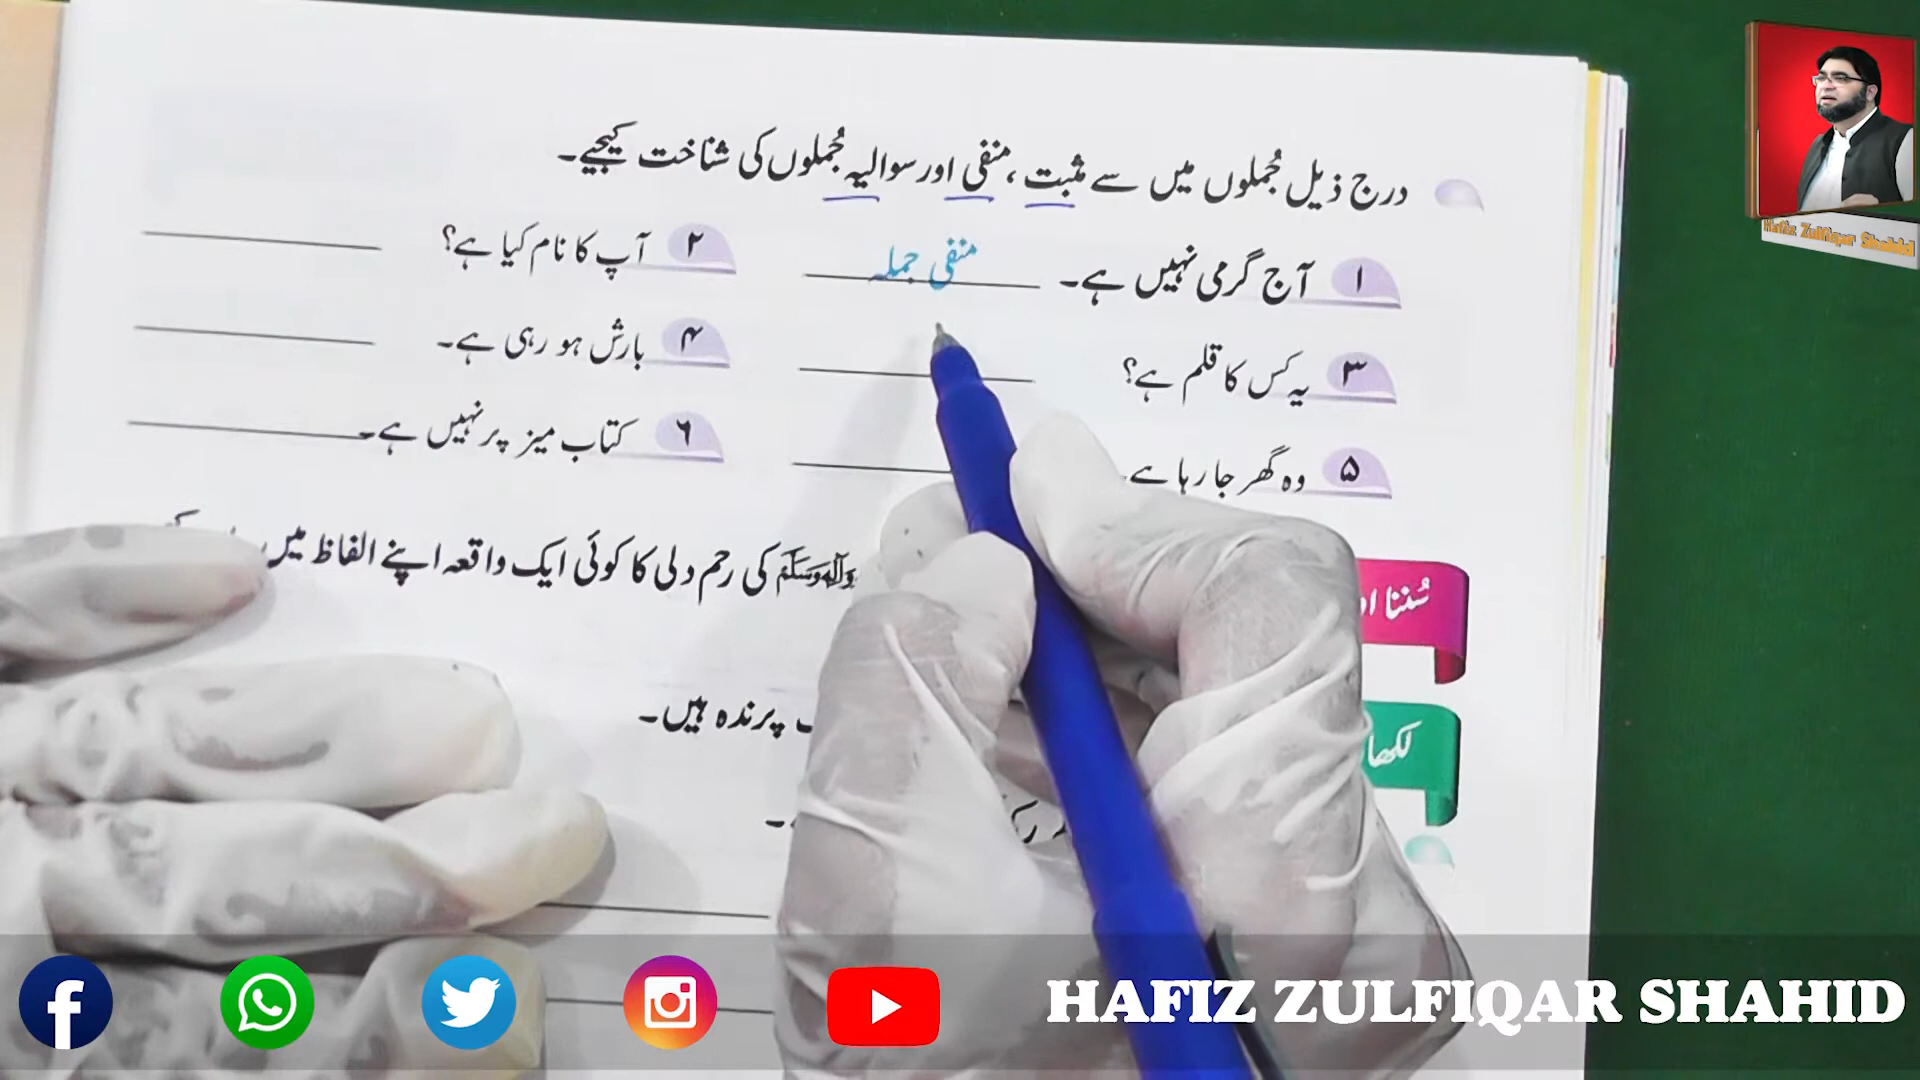 درج ذیل جُملوں میں سے مثبت، منفی اور سوالیہ جُملوں کی شناخت کیجیے۔
۱ آج گرمی نہیں ہے۔ منفی جملہ
۲ آپ کا نام کیا ہے؟
۳ یہ کس کا قلم ہے؟
۴ بارش ہو رہی ہے۔
۵ وہ گھر جا رہا ہے
۶ کتاب میز پر نہیں ہے۔
سُننا
کی رحم دلی کا کوئی ایک واقعہ اپنے الفاظ میں
پرندہ ہیں۔
Hafiz Zulfiqar Shahid
HAFIZ ZULFIQAR SHAHID